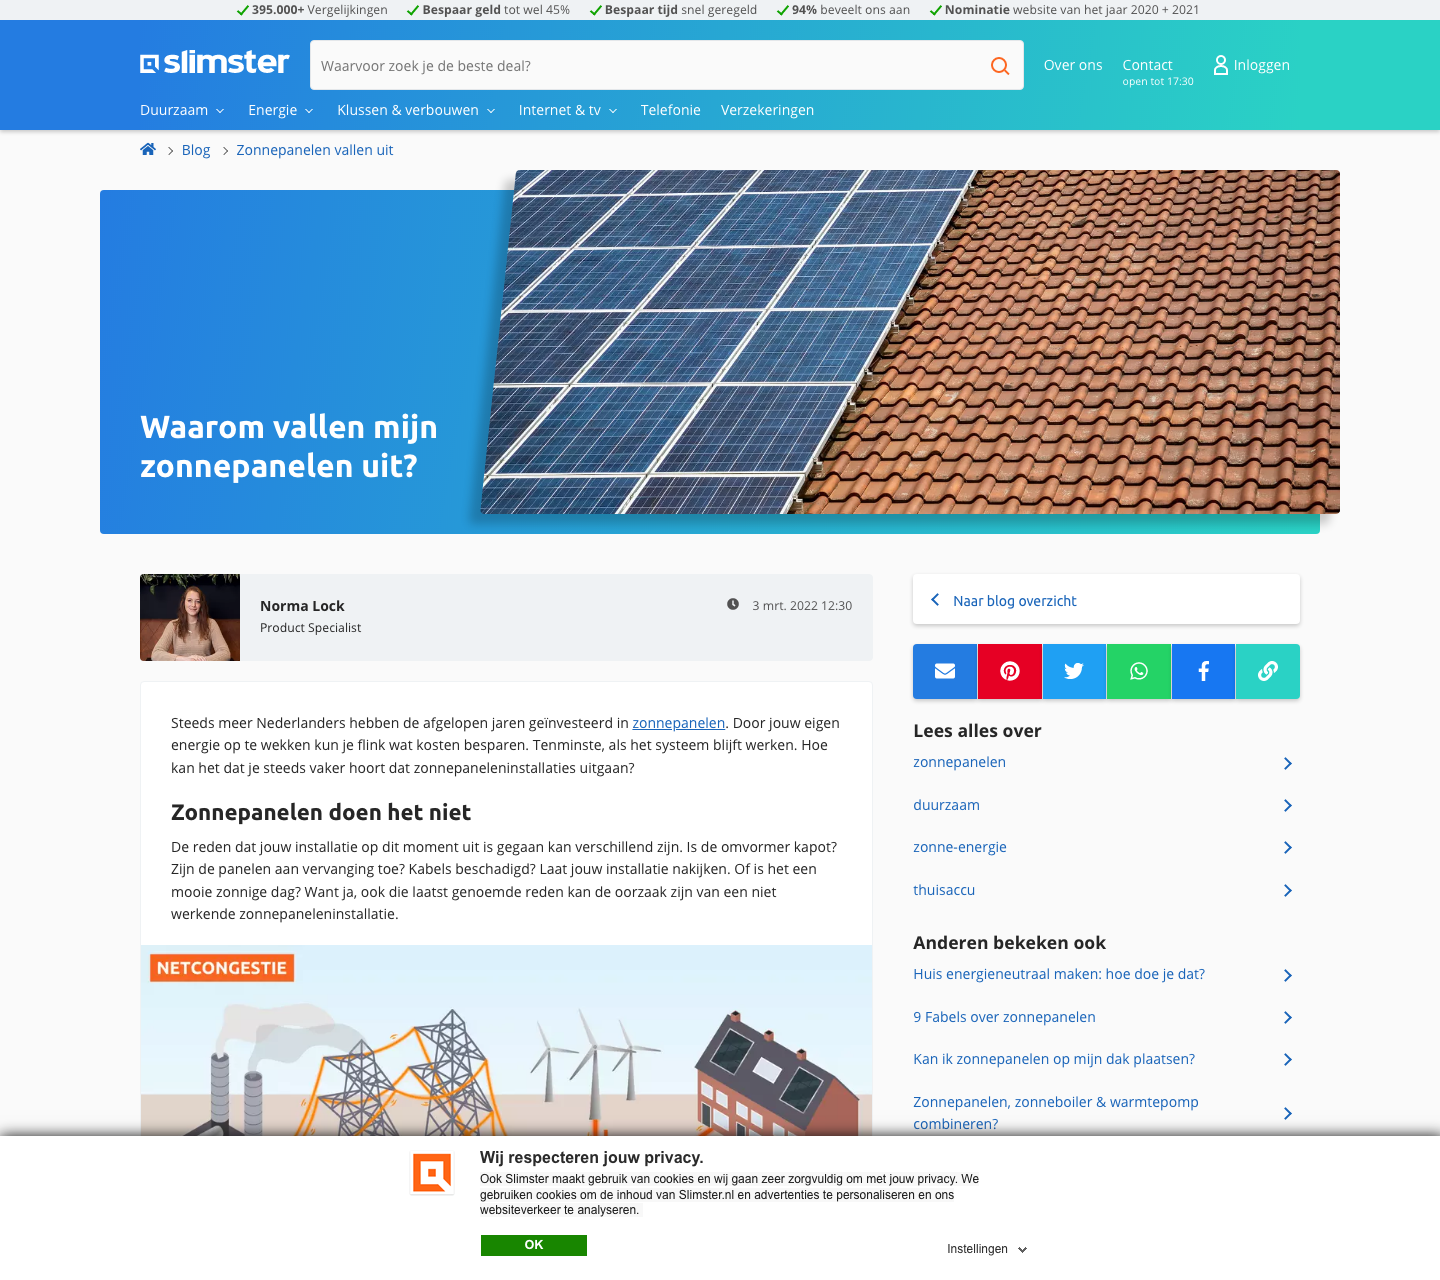 395.000+ Vergelijkingen Bespaar geld tot wel 45% Bespaar tijd snel geregeld 94% beveelt ons aan Nominatie website van het jaar 2020 + 2021
slimster
Waarvoor zoek je de beste deal?
Over ons
Contact
open tot 17:30
Inloggen
Duurzaam Energie Klussen & verbouwen Internet & tv Telefonie Verzekeringen
Blog Zonnepanelen vallen uit
Waarom vallen mijn
zonnepanelen uit?
Norma Lock
Product Specialist
3 mrt. 2022 12:30
Steeds meer Nederlanders hebben de afgelopen jaren geïnvesteerd in zonnepanelen. Door jouw eigen
energie op te wekken kun je flink wat kosten besparen. Tenminste, als het systeem blijft werken. Hoe
kan het dat je steeds vaker hoort dat zonnepaneleninstallaties uitgaan?
Zonnepanelen doen het niet
De reden dat jouw installatie op dit moment uit is gegaan kan verschillend zijn. Is de omvormer kapot?
Zijn de panelen aan vervanging toe? Kabels beschadigd? Laat jouw installatie nakijken. Of is het een
mooie zonnige dag? Want ja, ook die laatst genoemde reden kan de oorzaak zijn van een niet
werkende zonnepaneleninstallatie.
NETCONGESTIE
Naar blog overzicht
Lees alles over
zonnepanelen
duurzaam
zonne-energie
thuisaccu
Anderen bekeken ook
Huis energieneutraal maken: hoe doe je dat?
9 Fabels over zonnepanelen
Kan ik zonnepanelen op mijn dak plaatsen?
Zonnepanelen, zonneboiler & warmtepomp
combineren?
Wij respecteren jouw privacy.
Ook Slimster maakt gebruik van cookies en wij gaan zeer zorgvuldig om met jouw privacy. We
gebruiken cookies om de inhoud van Slimster.nl en advertenties te personaliseren en ons
websiteverkeer te analyseren.
OK
Instellingen